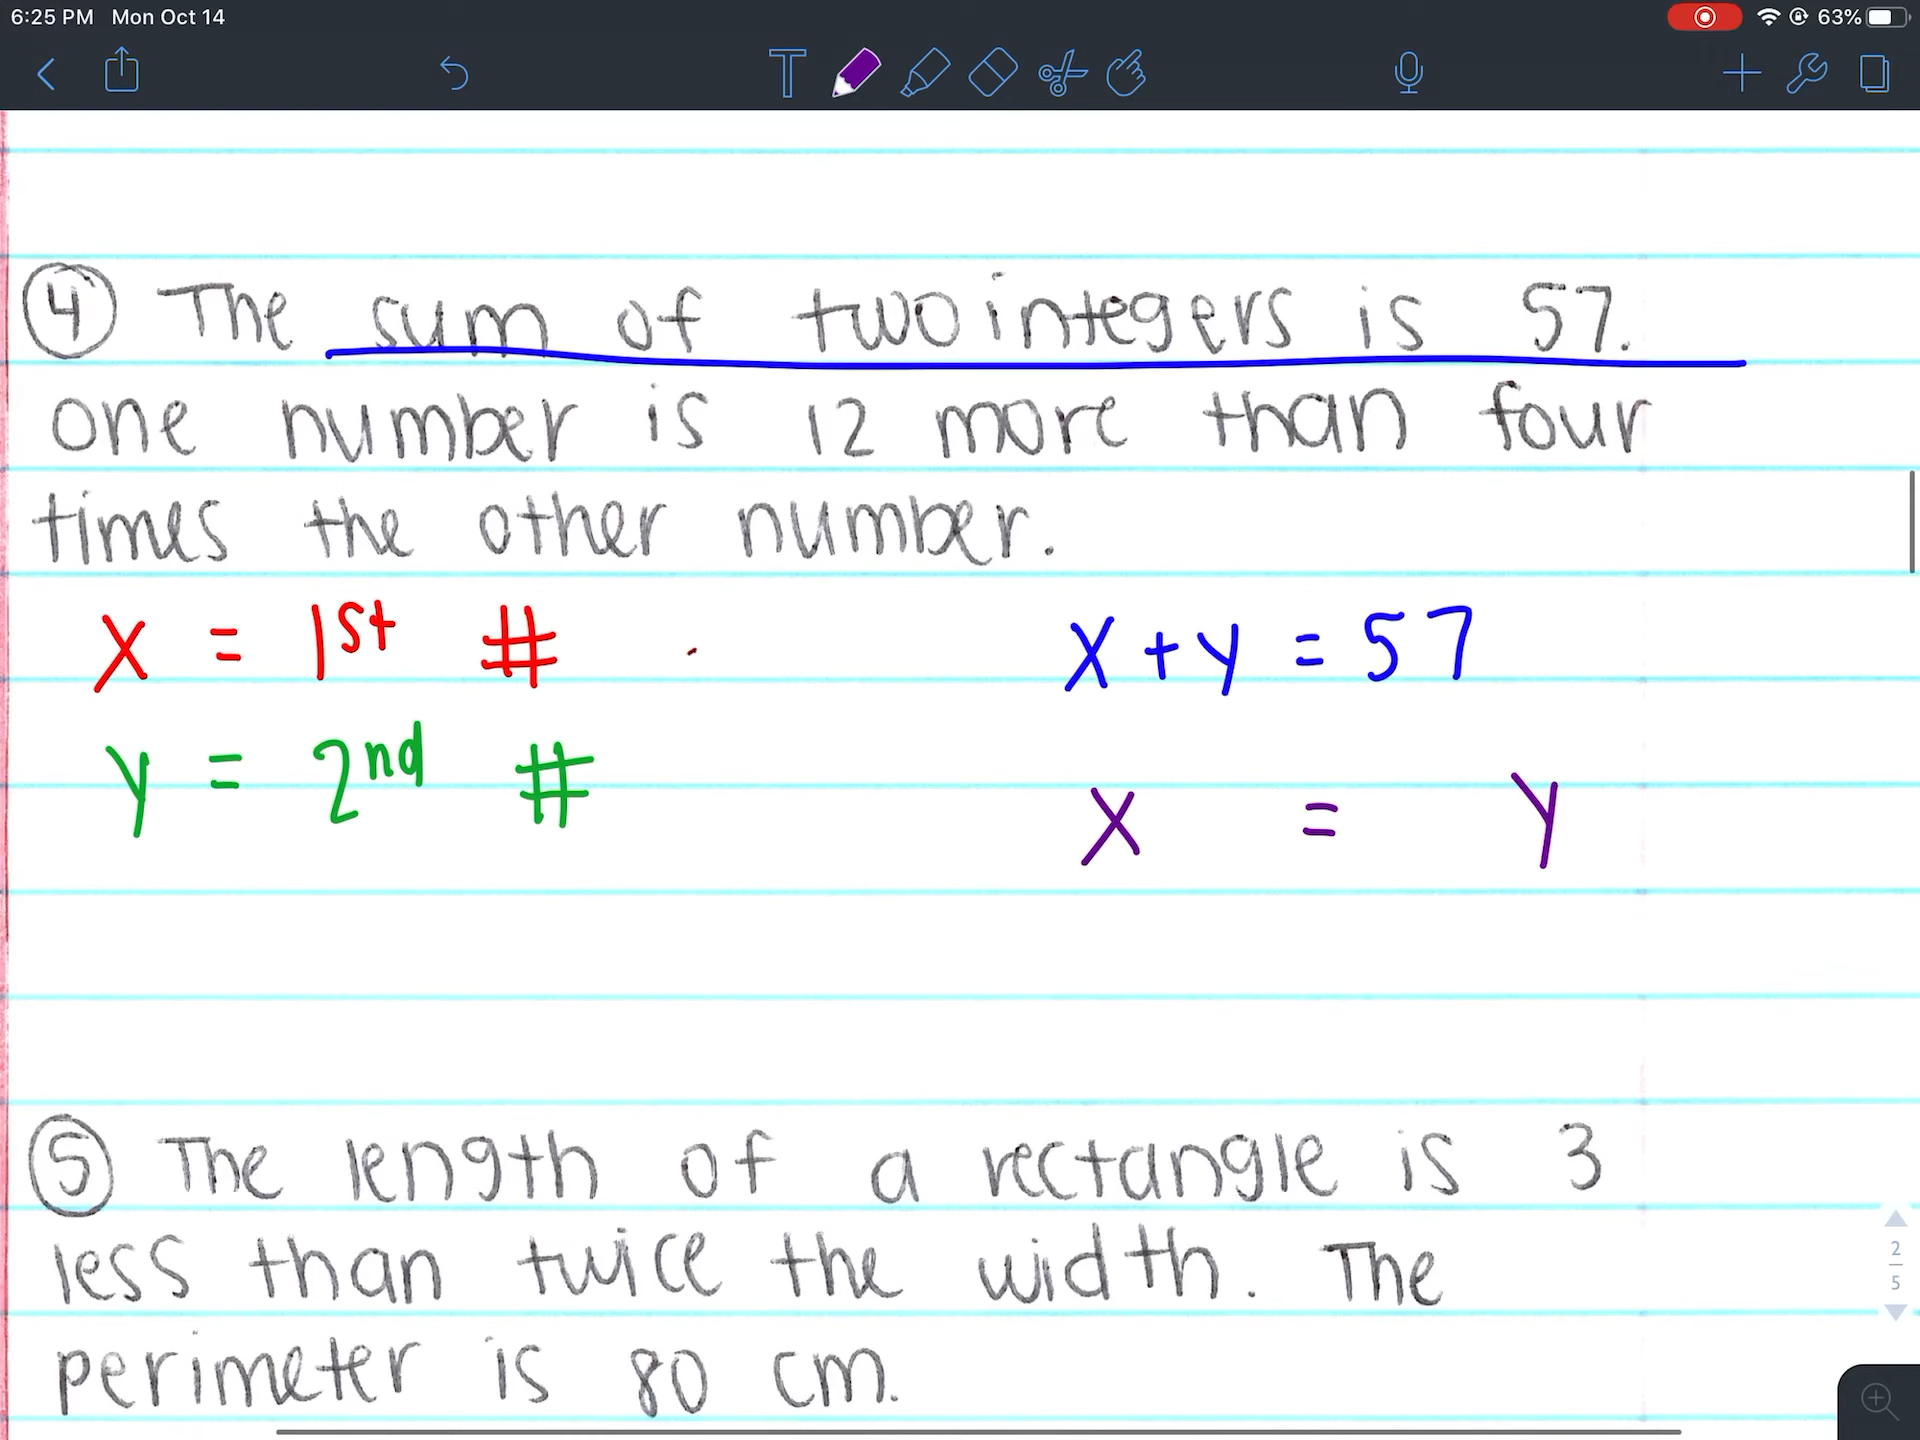 6:25 PM Mon Oct 14 63%
T
4 The sum of two integers is 57.
one number is 12 more than four
times the other number.
x = 1st # x + y = 57
y = 2nd #
x = y
5 The length of a rectangle is 3
less than twice the width. The
perimeter is 80 cm.
2
5